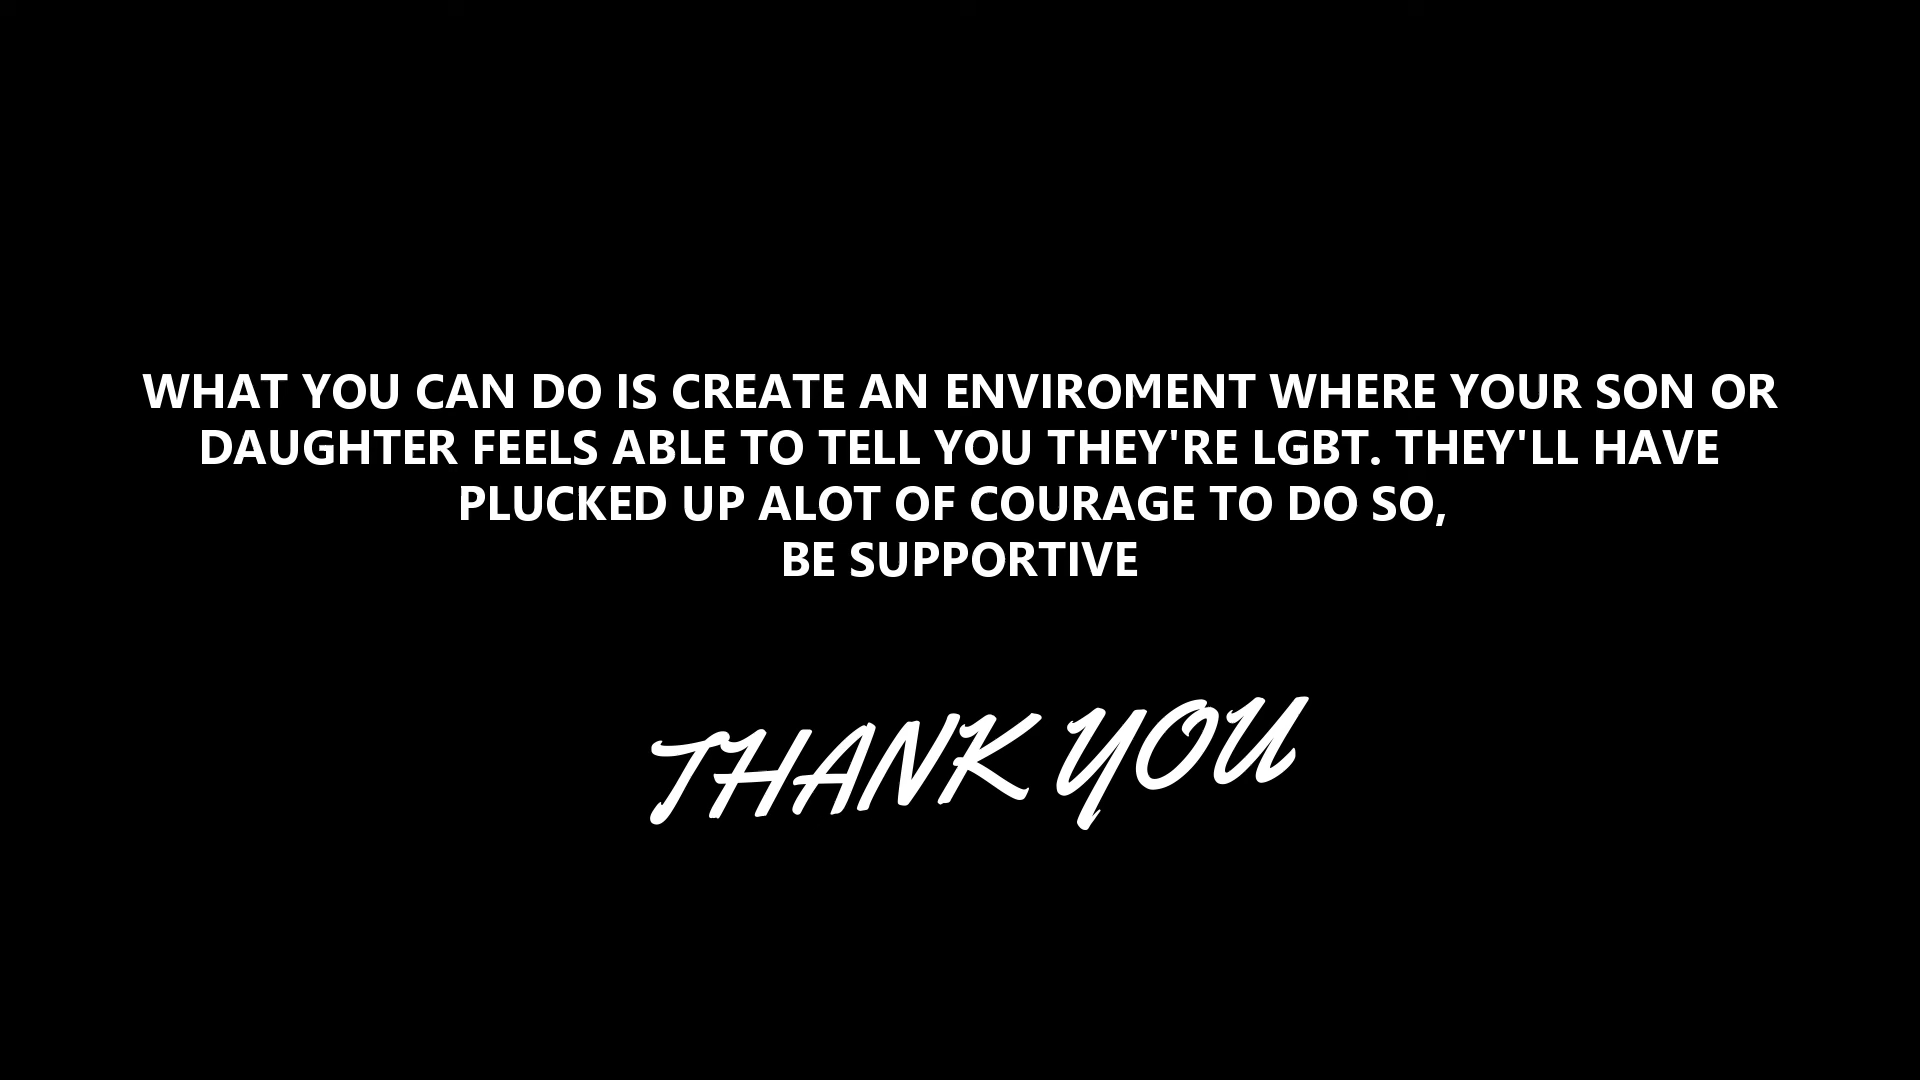 WHAT YOU CAN DO IS CREATE AN ENVIROMENT WHERE YOUR SON OR
DAUGHTER FEELS ABLE TO TELL YOU THEY'RE LGBT. THEY'LL HAVE
PLUCKED UP ALOT OF COURAGE TO DO SO,
BE SUPPORTIVE
THANK YOU